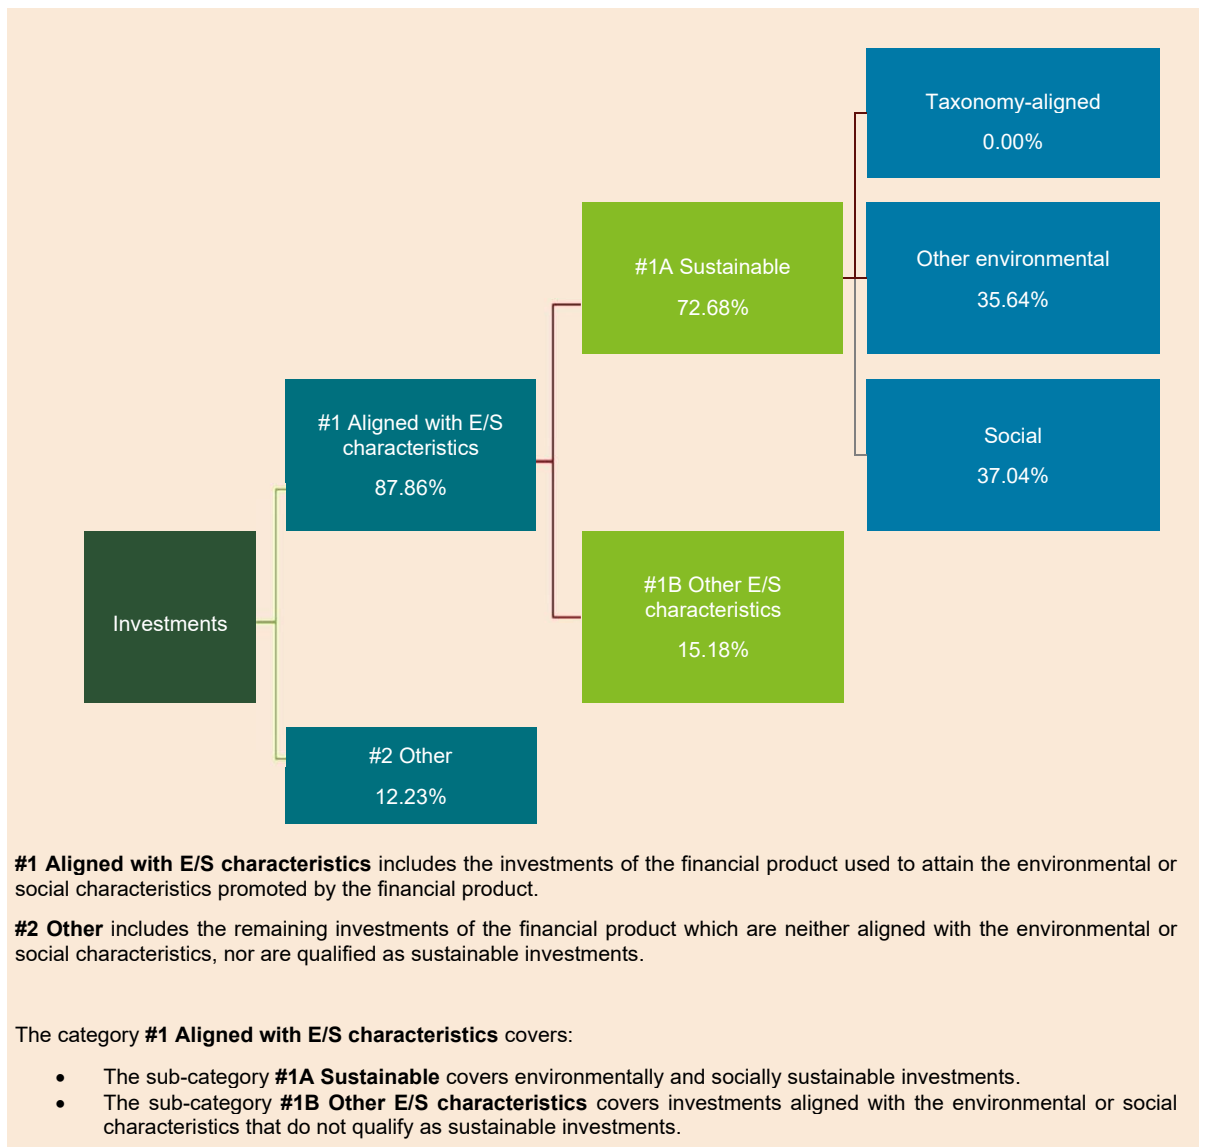 Taxonomy-aligned
0.00%
#1A Sustainable
72.68%
Other environmental
35.64%
#1 Aligned with E/S
characteristics
87.86%
Social
37.04%
Investments
#1B Other E/S
characteristics
15.18%
#2 Other
12.23%
#1 Aligned with E/S characteristics includes the investments of the financial product used to attain the environmental or
social characteristics promoted by the financial product.
#2 Other includes the remaining investments of the financial product which are neither aligned with the environmental or
social characteristics, nor are qualified as sustainable investments.
The category #1 Aligned with E/S characteristics covers:
• The sub-category #1A Sustainable covers environmentally and socially sustainable investments.
• The sub-category #1B Other E/S characteristics covers investments aligned with the environmental or social
characteristics that do not qualify as sustainable investments.